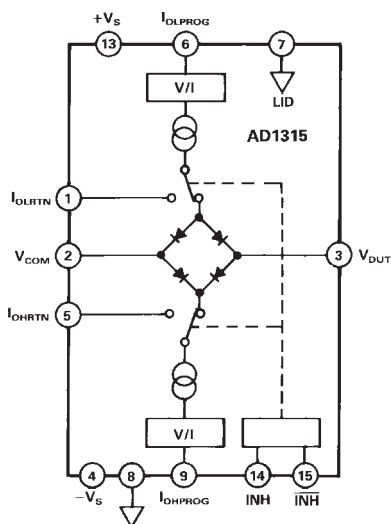 +VS
IOLPROG
13
6
7
V/I
LID
AD1315
IOLRTN
1
VCOM
2
3
VDUT
IOHRTN
5
V/I
4
8
9
14
15
−VS
IOHPROG
INH
INH